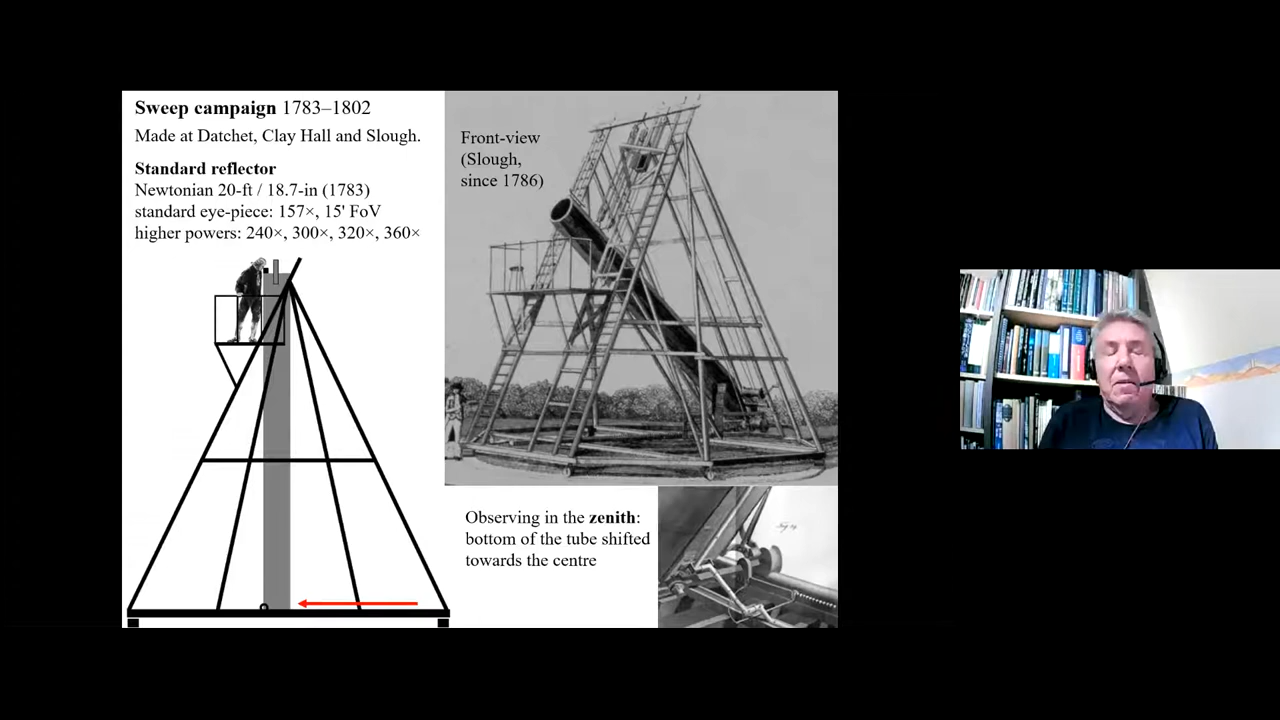 Sweep campaign 1783–1802
Made at Datchet, Clay Hall and Slough.
Standard reflector
Newtonian 20-ft / 18.7-in (1783)
standard eye-piece: 157×, 15' FoV
higher powers: 240×, 300×, 320×, 360×
Front-view
(Slough,
since 1786)
Observing in the zenith:
bottom of the tube shifted
towards the centre